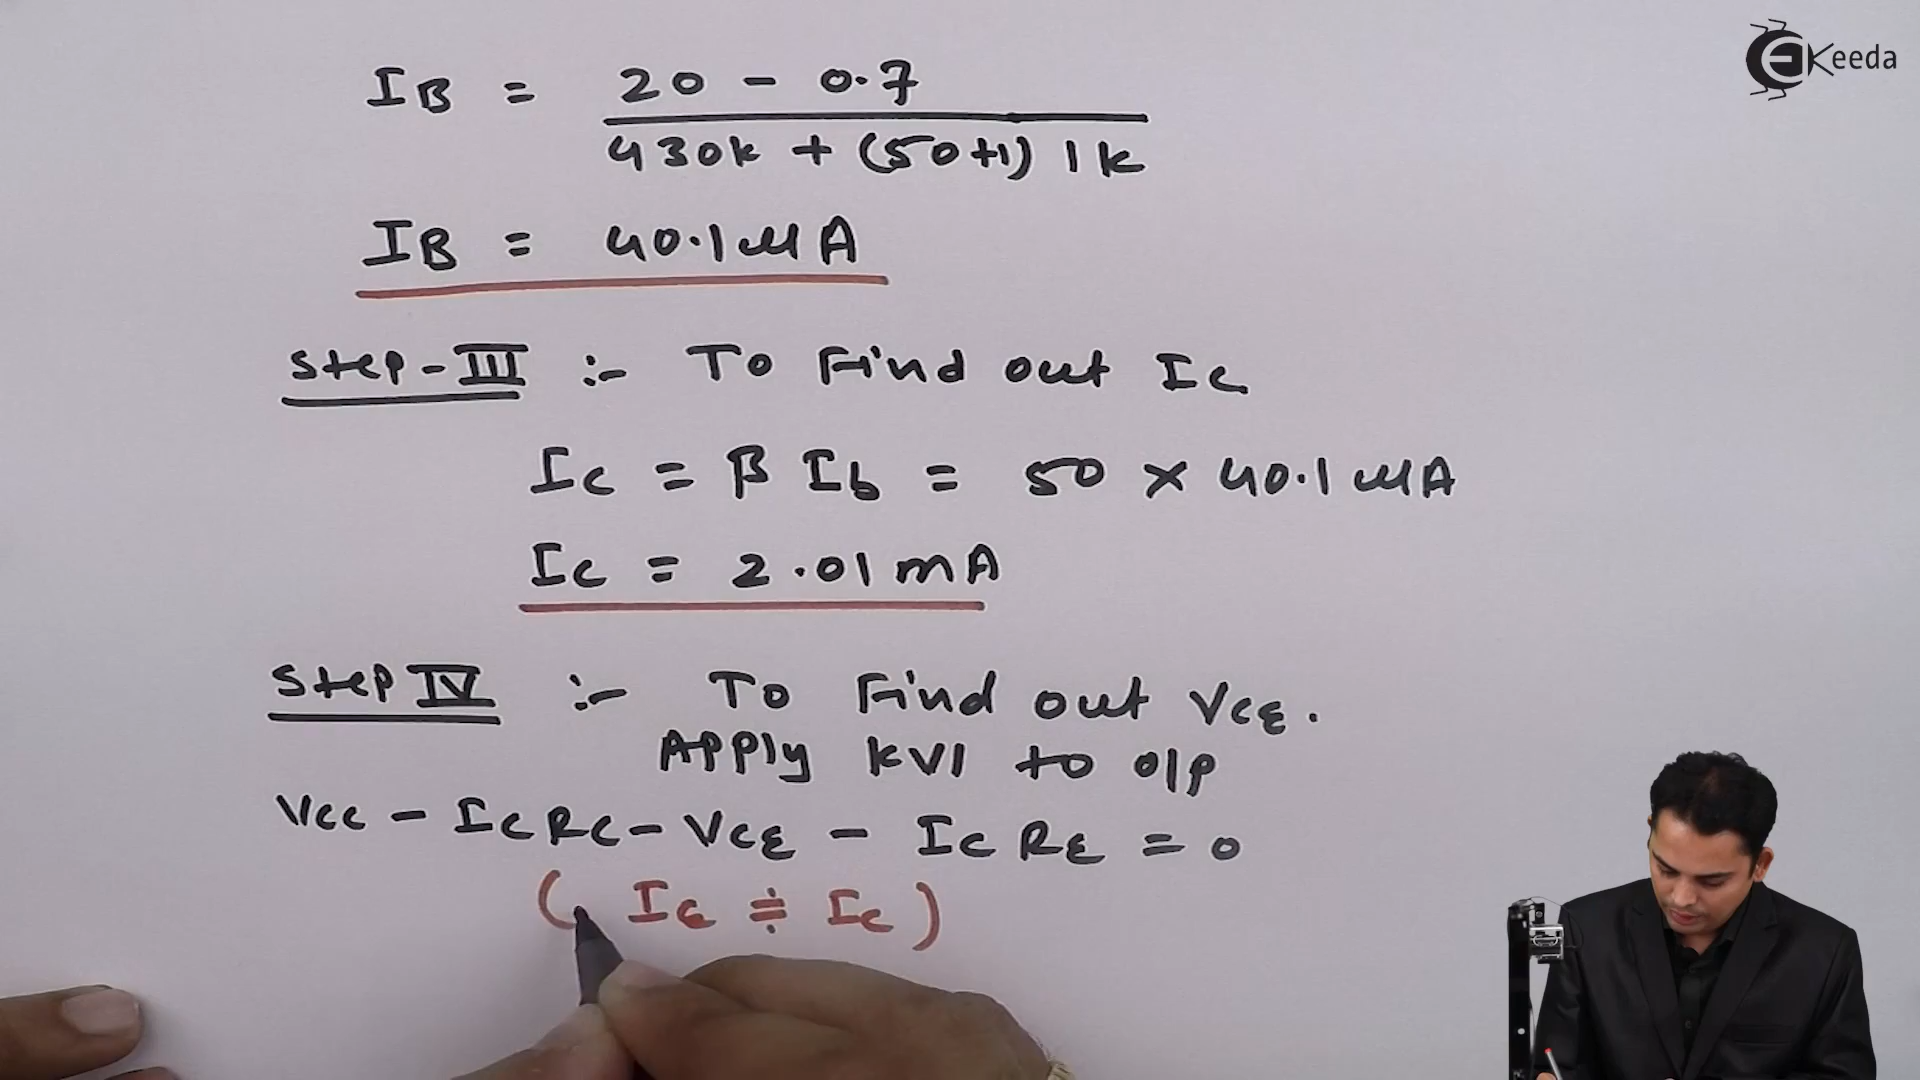 Keeda
IB = 20 - 0.7 / 430k + (50+1) 1k
IB = 40.1 μA
Step-III :- To Find out Ic
Ic = β Ib = 50 × 40.1 μA
Ic = 2.01 mA
Step IV :- To Find out VCE.
Apply KVl to o/p
Vcc - IcRc - VCE - IcRE = 0
( IE ≑ Ic )